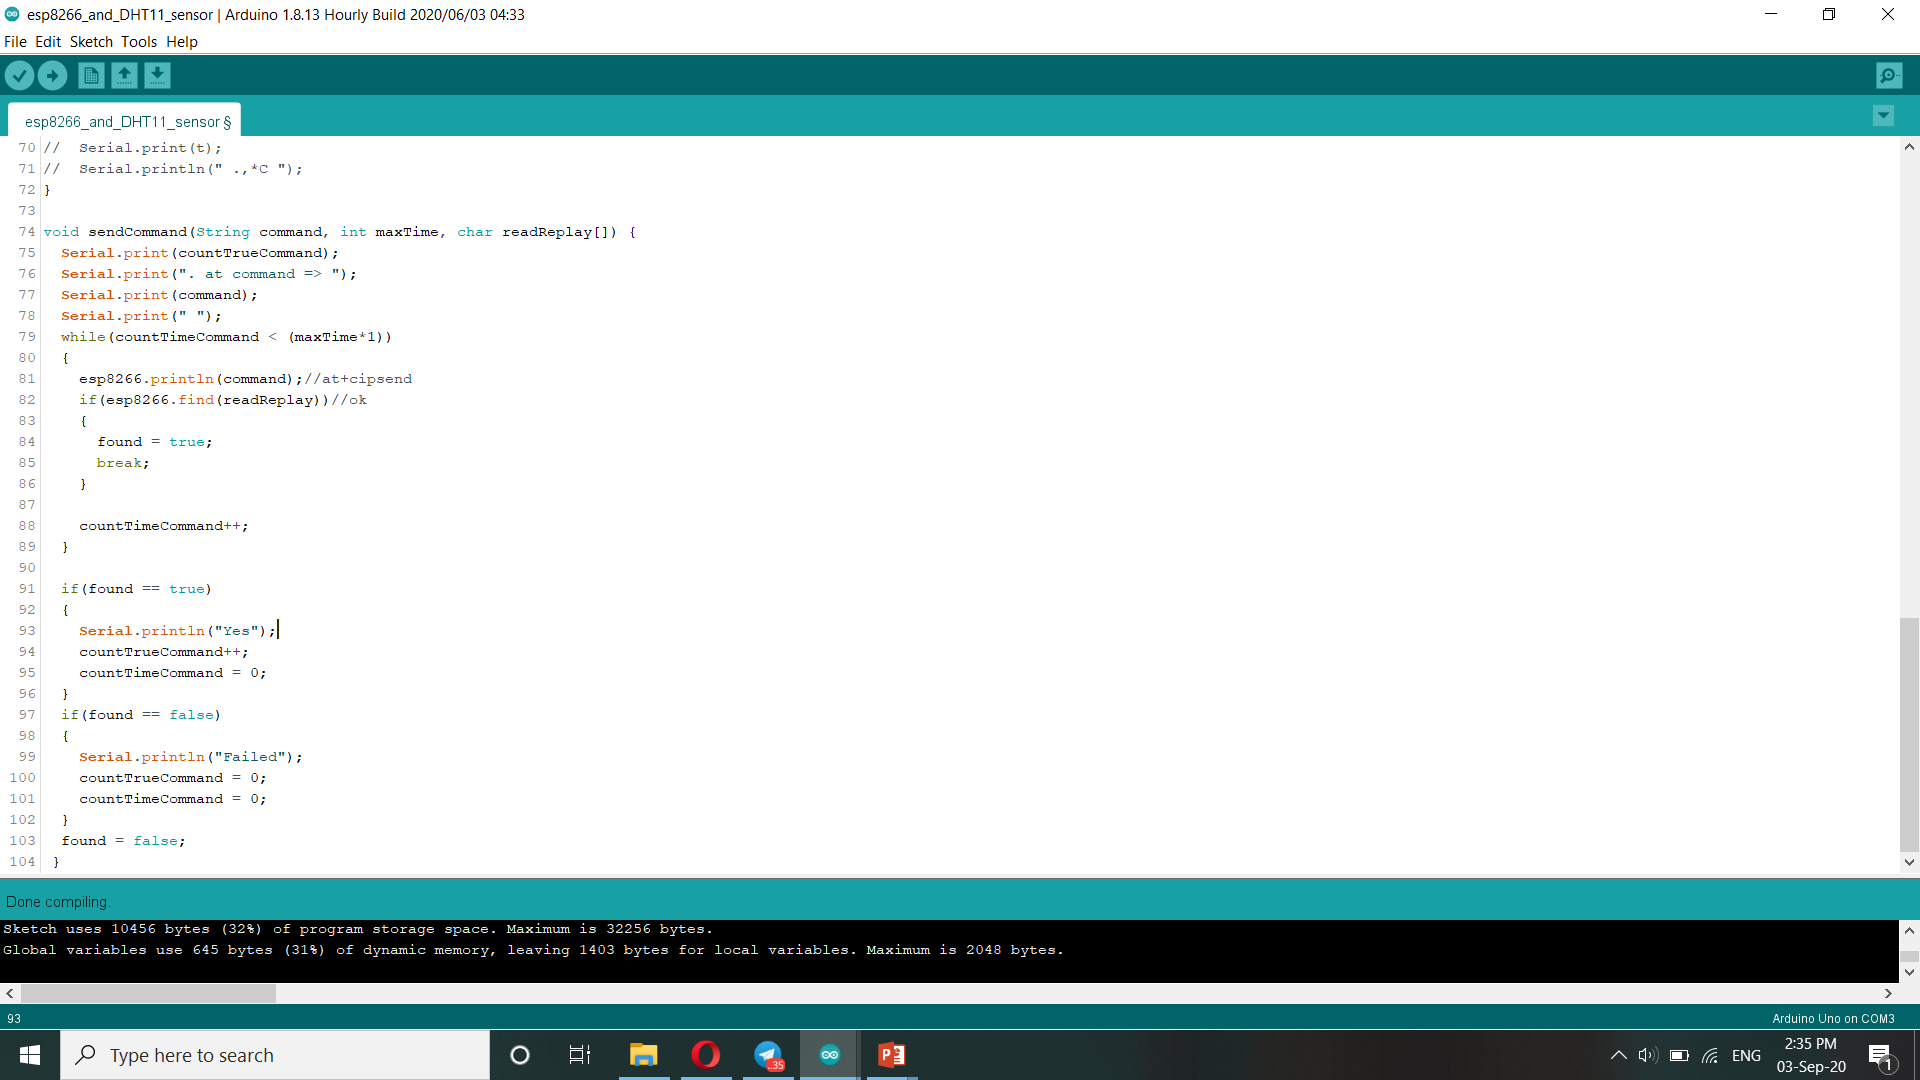 esp8266_and_DHT11_sensor | Arduino 1.8.13 Hourly Build 2020/06/03 04:33
File Edit Sketch Tools Help
esp8266_and_DHT11_sensor §
70 //  Serial.print(t);
71 //  Serial.println(" .,*C ");
72 }
73
74 void sendCommand(String command, int maxTime, char readReplay[]) {
75   Serial.print(countTrueCommand);
76   Serial.print(". at command => ");
77   Serial.print(command);
78   Serial.print(" ");
79   while(countTimeCommand < (maxTime*1))
80   {
81     esp8266.println(command);//at+cipsend
82     if(esp8266.find(readReplay))//ok
83     {
84       found = true;
85       break;
86     }
87
88     countTimeCommand++;
89   }
90
91   if(found == true)
92   {
93     Serial.println("Yes");
94     countTrueCommand++;
95     countTimeCommand = 0;
96   }
97   if(found == false)
98   {
99     Serial.println("Failed");
100     countTrueCommand = 0;
101     countTimeCommand = 0;
102   }
103   found = false;
104  }
Done compiling.
Sketch uses 10456 bytes (32%) of program storage space. Maximum is 32256 bytes.
Global variables use 645 bytes (31%) of dynamic memory, leaving 1403 bytes for local variables. Maximum is 2048 bytes.
93
Arduino Uno on COM3
Type here to search
..35
ENG
2:35 PM
03-Sep-20
1